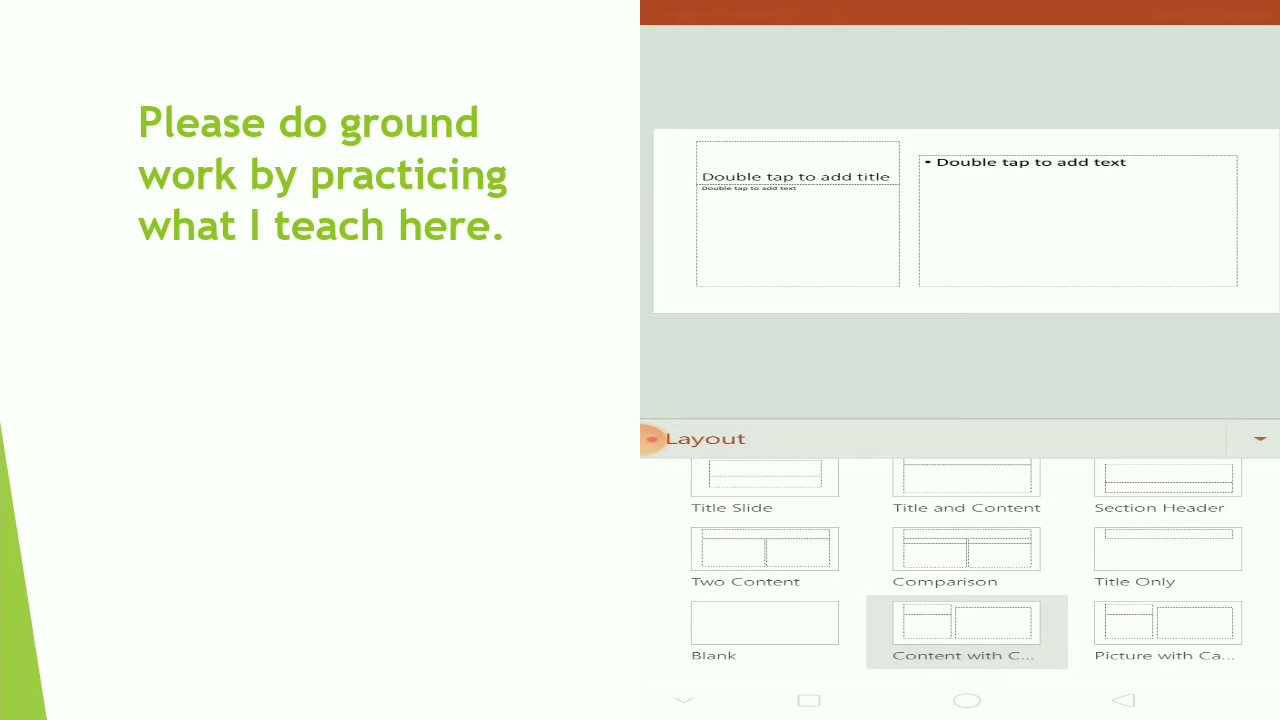 Please do ground
work by practicing
what I teach here.
Double tap to add title
Double tap to add text
• Double tap to add text
Layout
Title Slide
Title and Content
Section Header
Two Content
Comparison
Title Only
Blank
Content with C...
Picture with Ca...